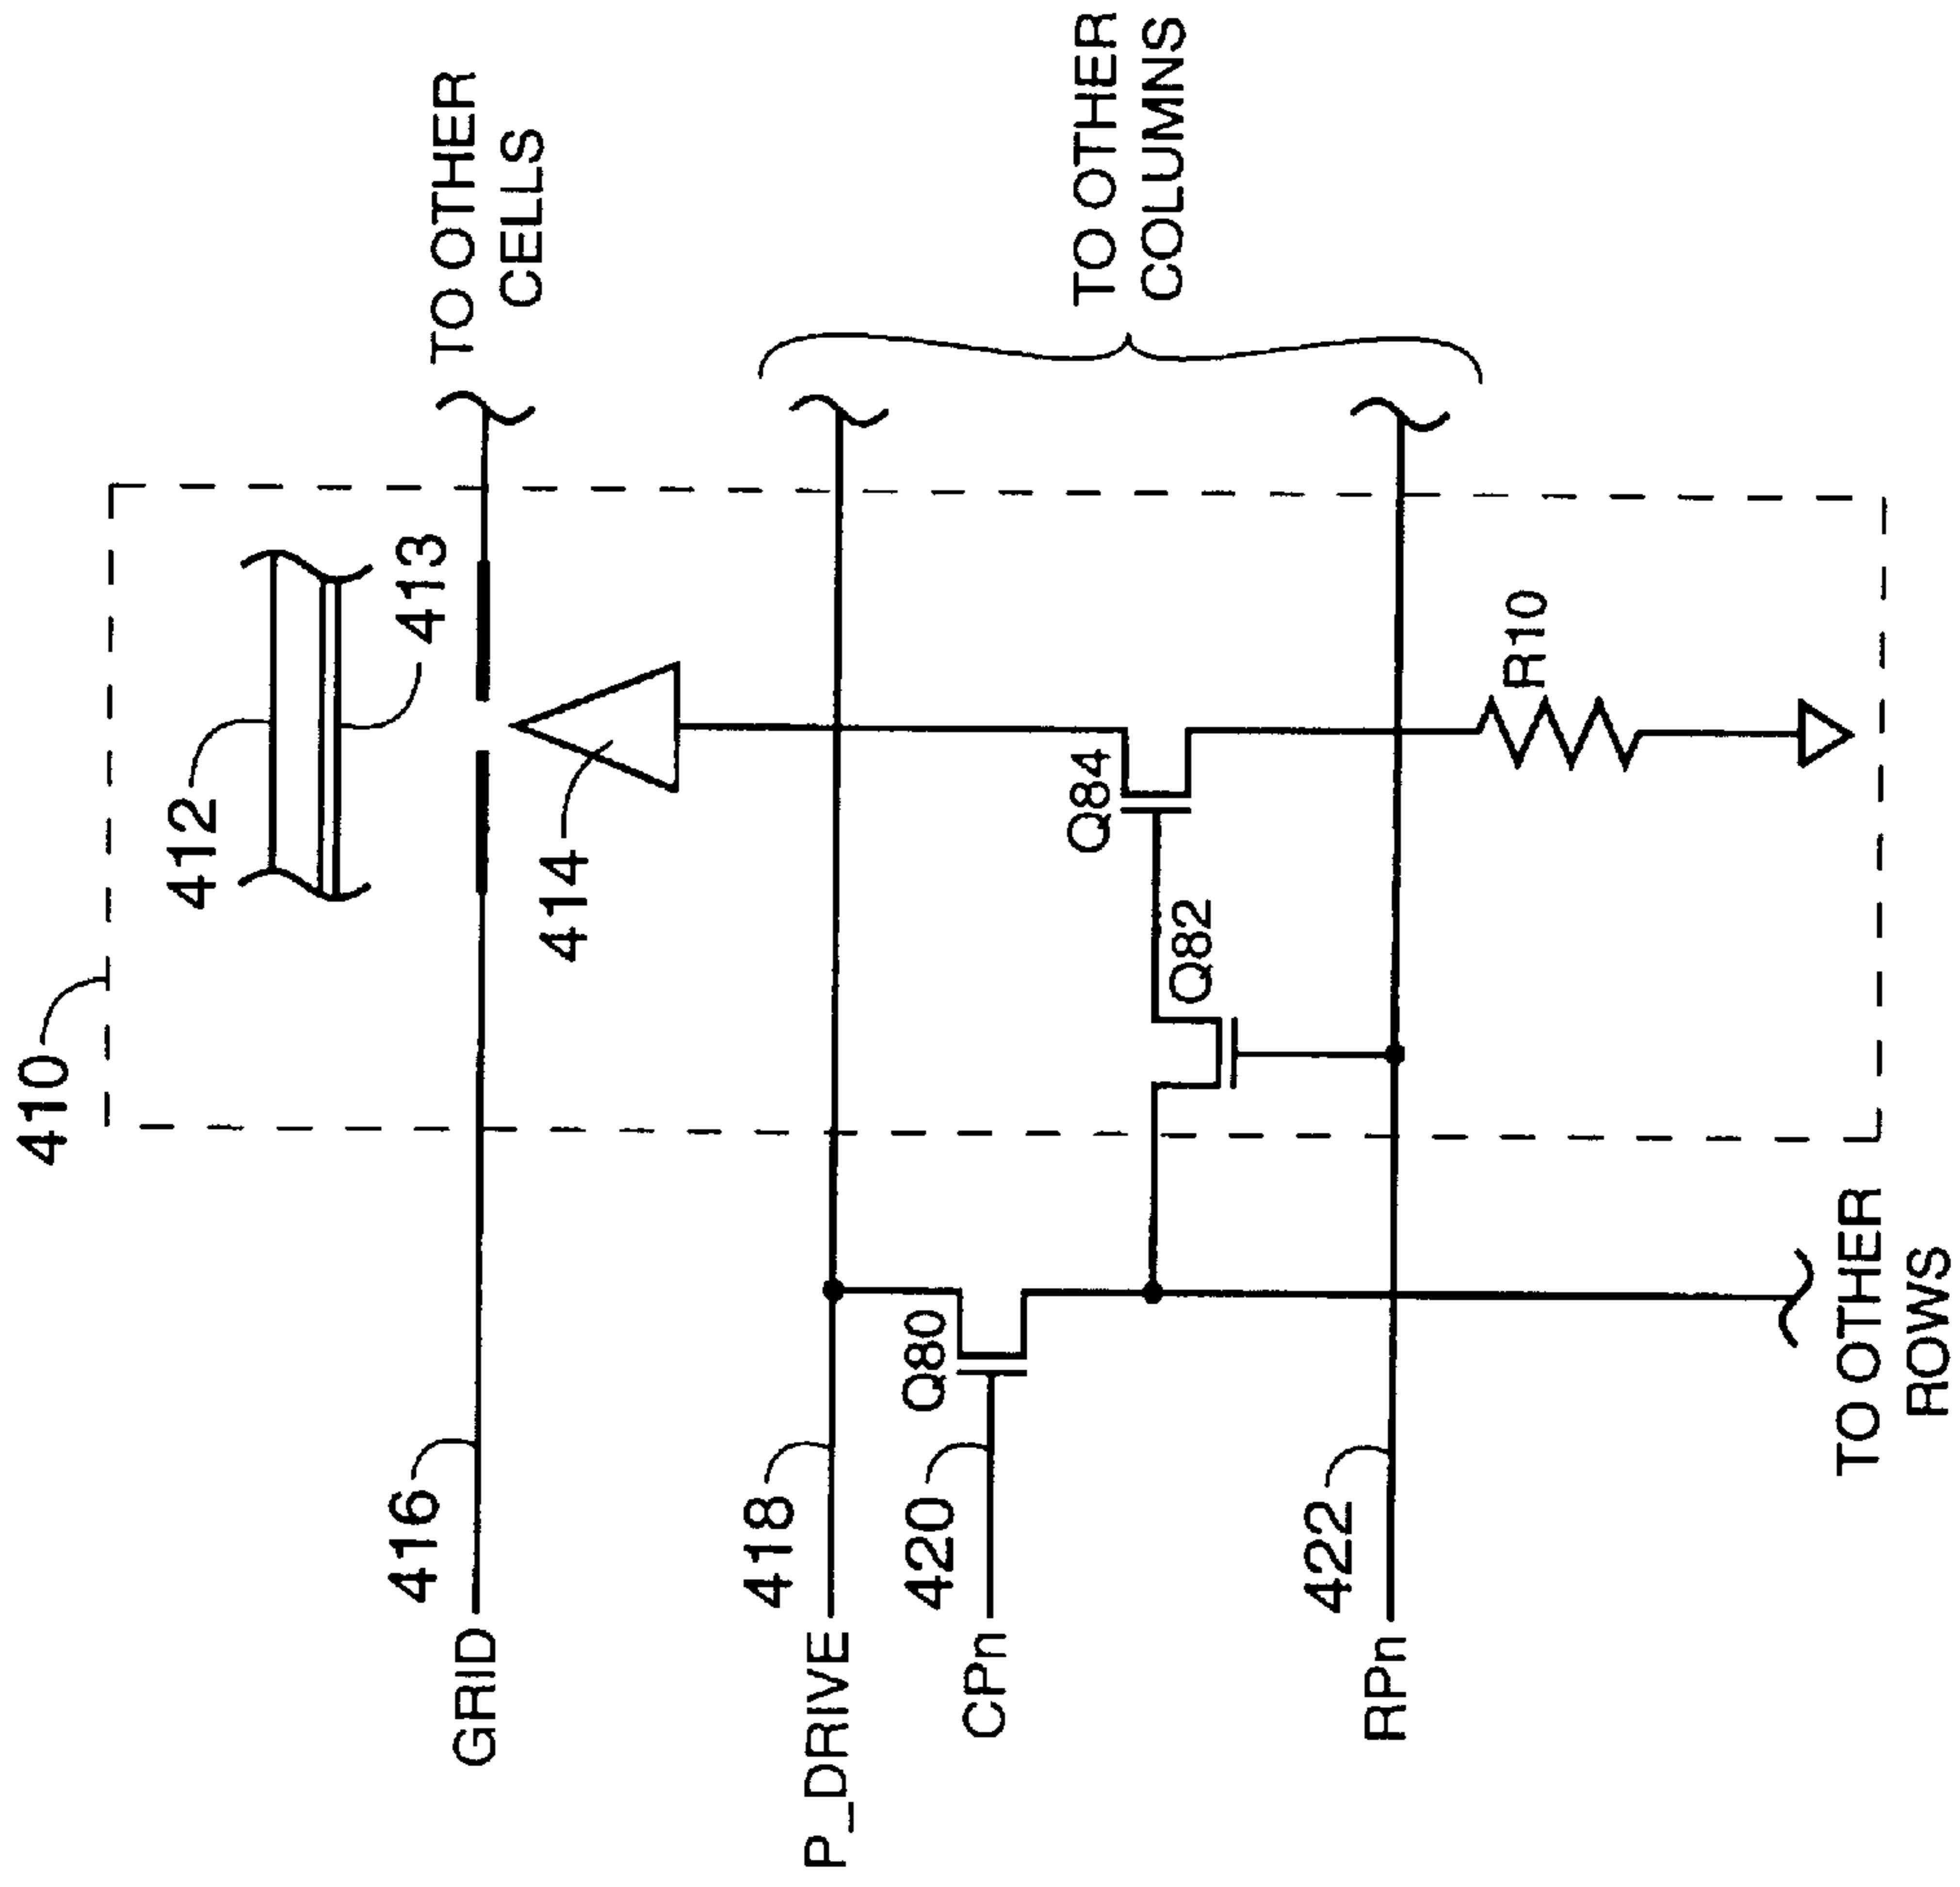 410
412
413
TO OTHER
CELLS
GRID
416
414
P_DRIVE
418
Q80
CPn
420
Q84
Q82
TO OTHER
COLUMNS
RPn
422
R10
TO OTHER
ROWS